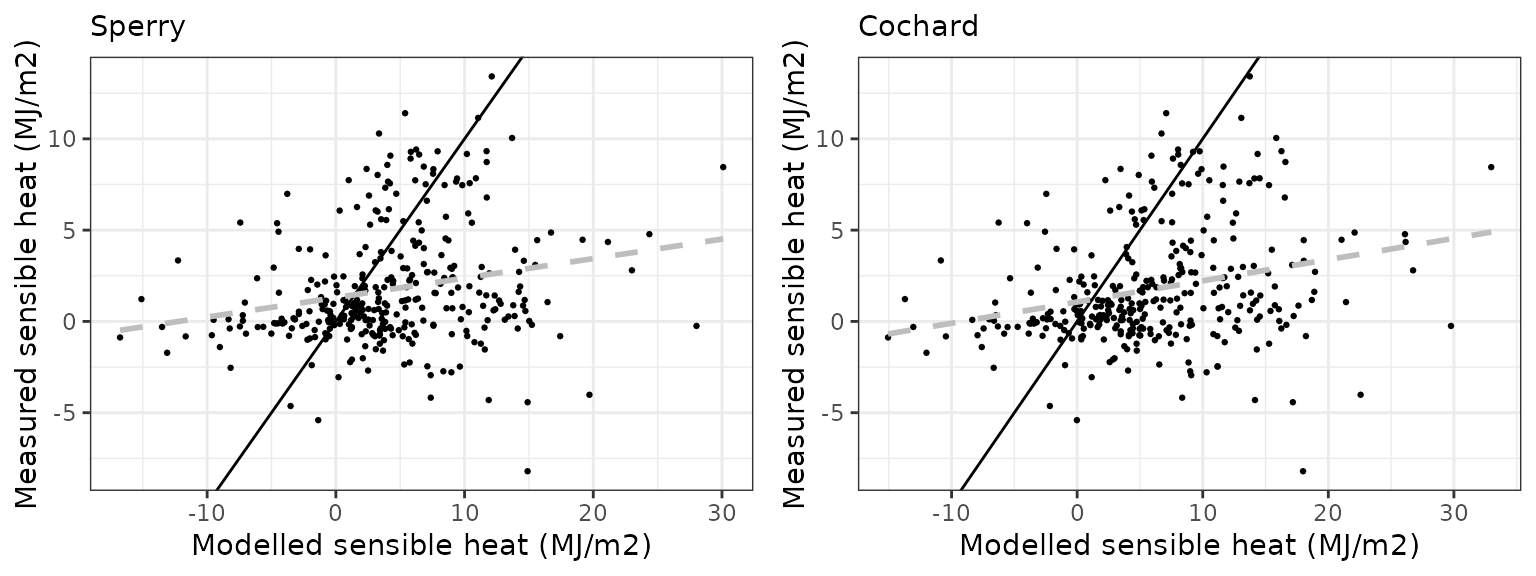 Sperry
Measured sensible heat (MJ/m2)
10
5
0
-5
-10 0 10 20 30
Modelled sensible heat (MJ/m2)
Cochard
Measured sensible heat (MJ/m2)
10
5
0
-5
-10 0 10 20 30
Modelled sensible heat (MJ/m2)